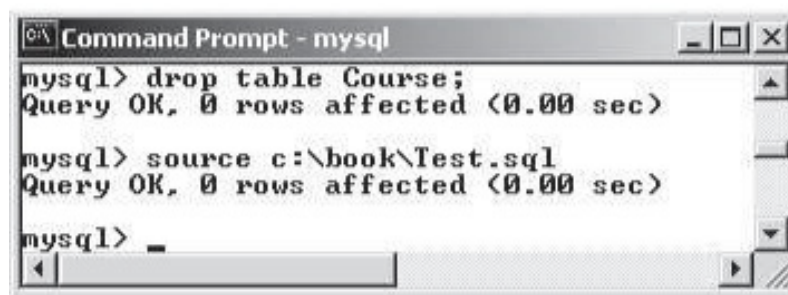 Command Prompt - mysql
mysql> drop table Course;
Query OK, 0 rows affected (0.00 sec)
mysql> source c:\book\Test.sql
Query OK, 0 rows affected (0.00 sec)
mysql> _